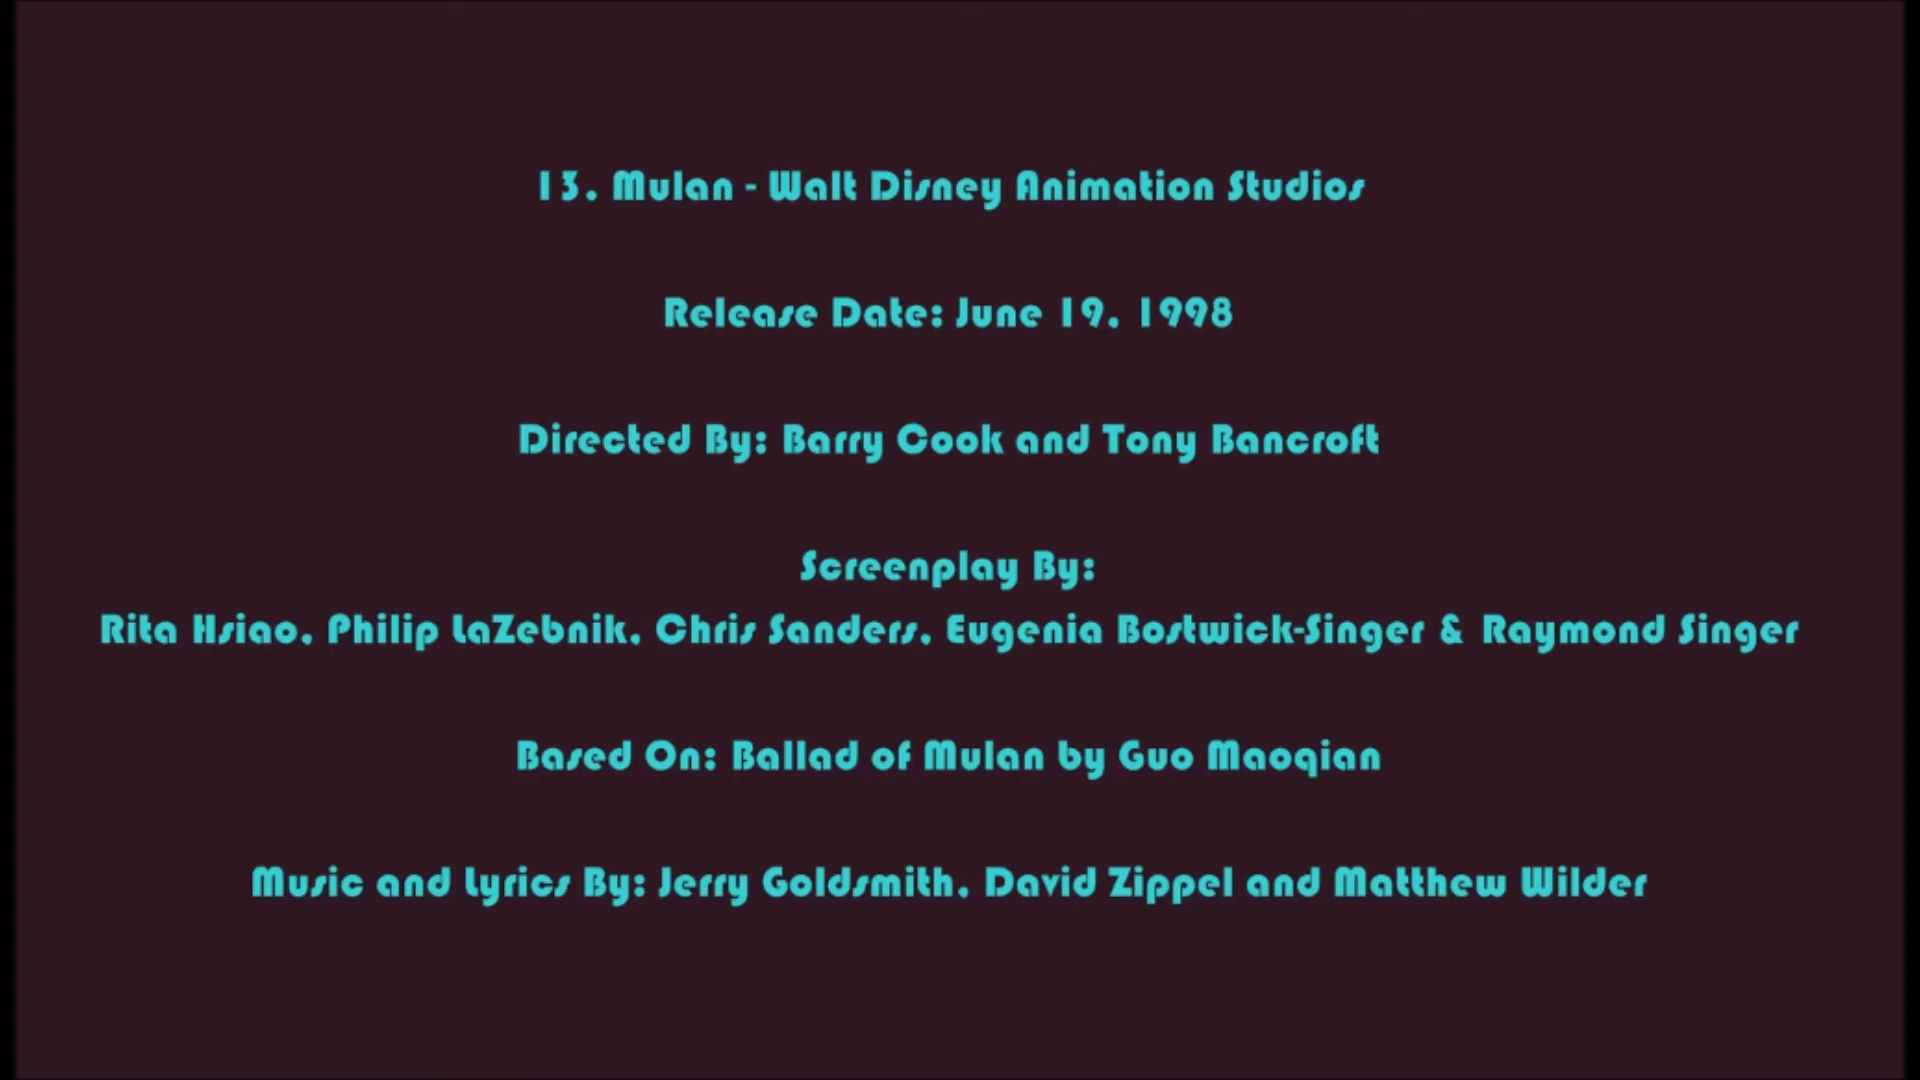 13. Mulan - Walt Disney Animation Studios
Release Date: June 19, 1998
Directed By: Barry Cook and Tony Bancroft
Screenplay By:
Rita Hsiao, Philip LaZebnik, Chris Sanders, Eugenia Bostwick-Singer & Raymond Singer
Based On: Ballad of Mulan by Guo Maoqian
Music and Lyrics By: Jerry Goldsmith, David Zippel and Matthew Wilder